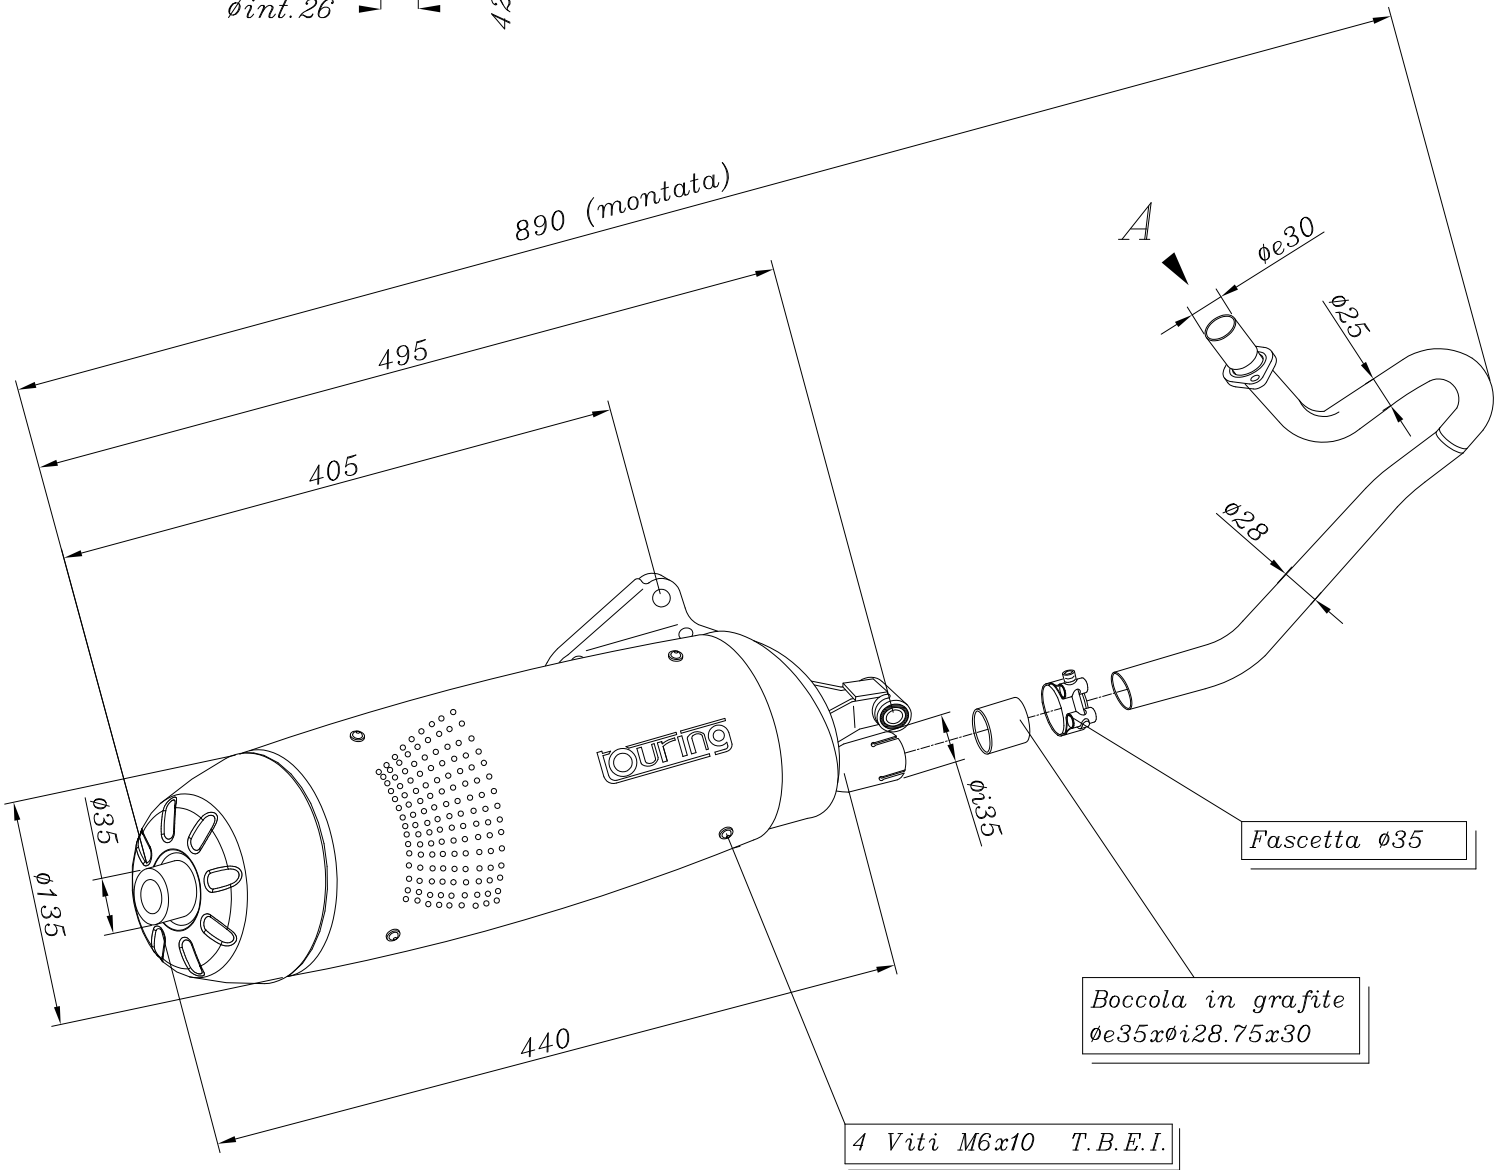 øint.26
42
890 (montata)
A
øe30
ø25
495
405
ø28
touring
ø35
ø135
øi35
Fascetta ø35
Boccola in grafite
øe35xøi28.75x30
440
4 Viti M6x10 T.B.E.I.